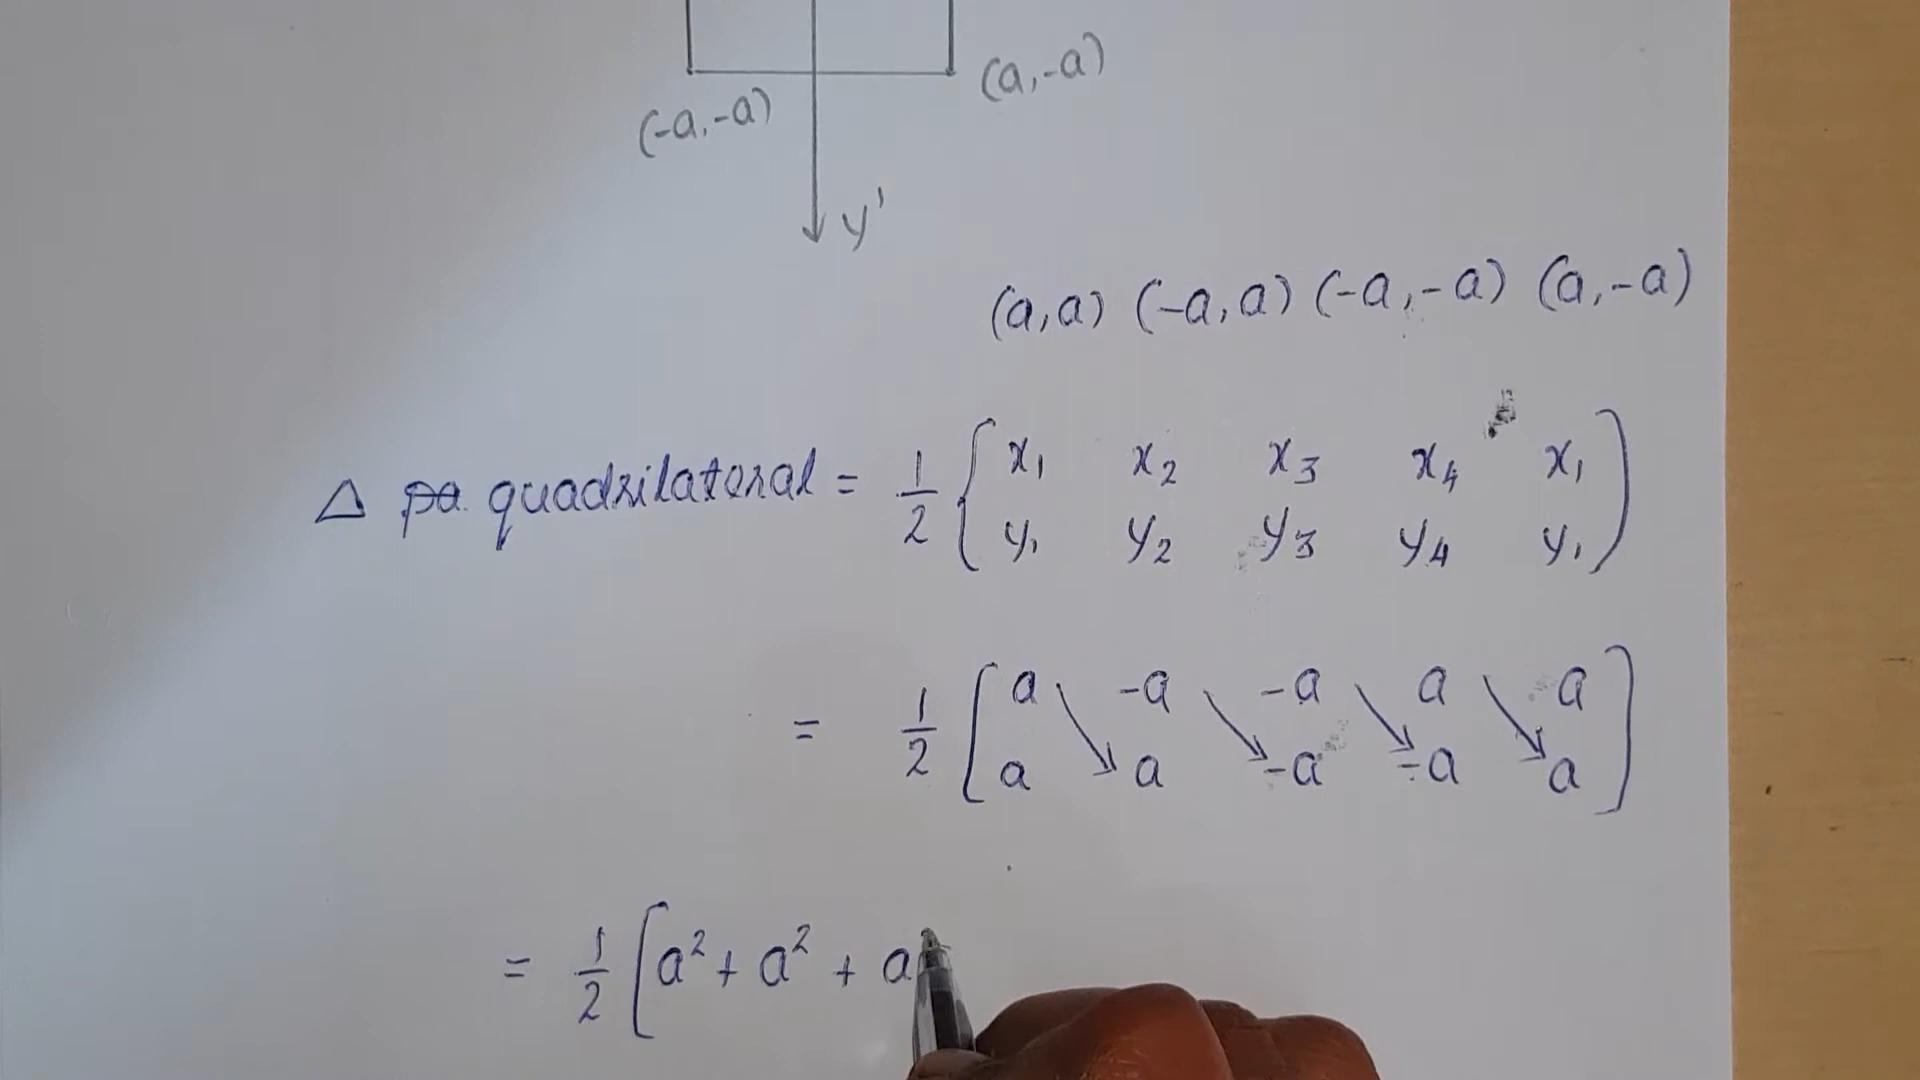 (a,-a)
(-a,-a)
y'
(a,a) (-a,a) (-a,-a) (a,-a)
Δ pa quadrilateral = 1/2 { x₁ x₂ x₃ x₄ x₁ )
y₁ y₂ y₃ y₄ y₁
= 1/2 [ a -a -a a a ]
a a -a -a a
= 1/2 [ a² + a² + a